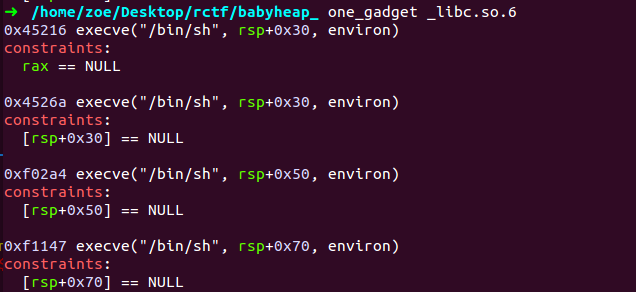 ➜ /home/zoe/Desktop/rctf/babyheap_ one_gadget _libc.so.6
0x45216 execve("/bin/sh", rsp+0x30, environ)
constraints:
  rax == NULL
0x4526a execve("/bin/sh", rsp+0x30, environ)
constraints:
  [rsp+0x30] == NULL
0xf02a4 execve("/bin/sh", rsp+0x50, environ)
constraints:
  [rsp+0x50] == NULL
0xf1147 execve("/bin/sh", rsp+0x70, environ)
constraints:
  [rsp+0x70] == NULL